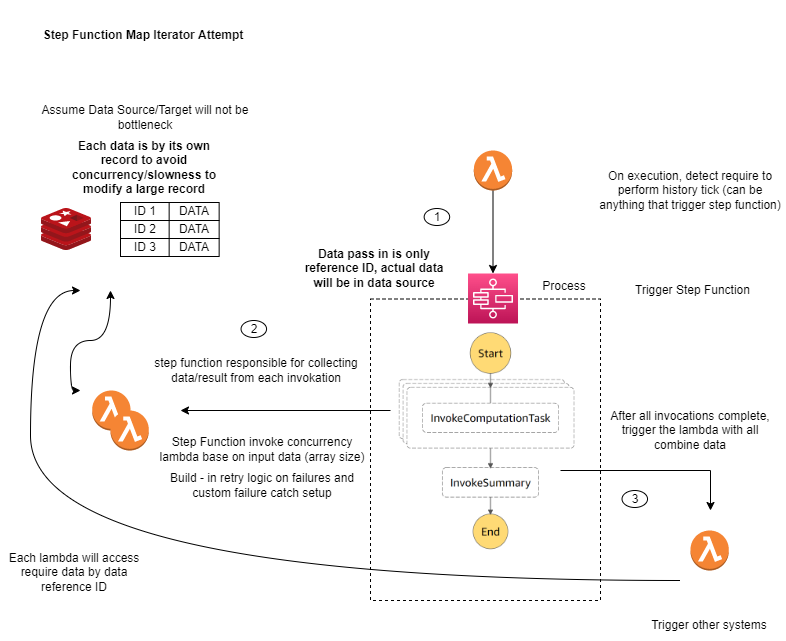 Step Function Map Iterator Attempt
Assume Data Source/Target will not be
bottleneck
Each data is by its own
record to avoid
concurrency/slowness to
modify a large record
ID 1 DATA
ID 2 DATA
ID 3 DATA
On execution, detect require to
perform history tick (can be
anything that trigger step function)
1
Data pass in is only
reference ID, actual data
will be in data source
Process
Trigger Step Function
2
step function responsible for collecting
data/result from each invokation
Start
InvokeComputationTask
InvokeSummary
End
Step Function invoke concurrency
lambda base on input data (array size)
Build - in retry logic on failures and
custom failure catch setup
After all invocations complete,
trigger the lambda with all
combine data
3
Each lambda will access
require data by data
reference ID
Trigger other systems